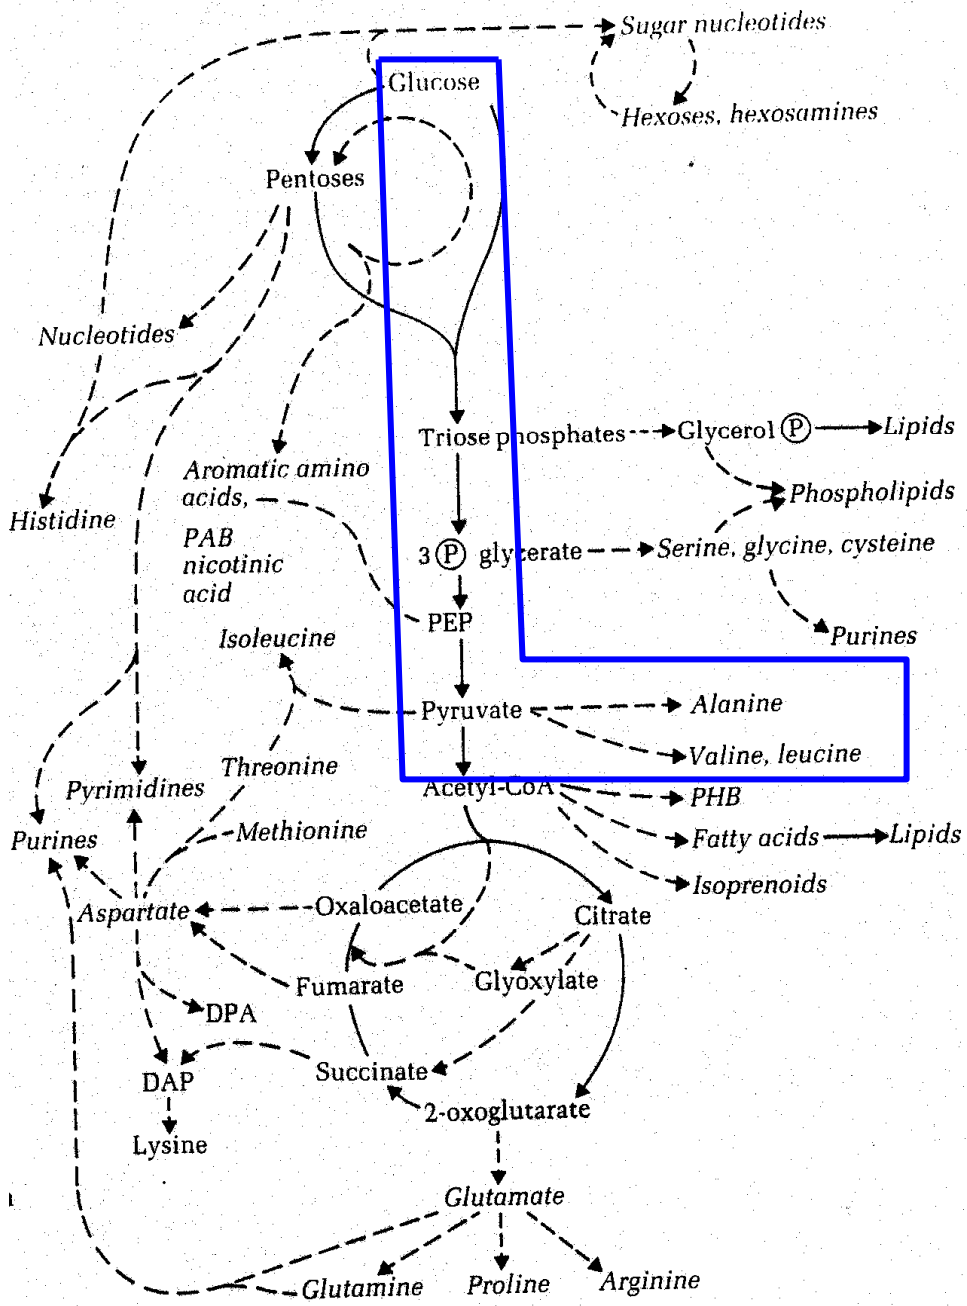 Sugar nucleotides
Glucose
Hexoses, hexosamines
Pentoses
Nucleotides
Triose phosphates
Glycerol P
Lipids
Aromatic amino
acids,
Phospholipids
Histidine
PAB
nicotinic
acid
3 P glycerate
Serine, glycine, cysteine
PEP
Isoleucine
Purines
Pyruvate
Alanine
Valine, leucine
Threonine
Pyrimidines
Acetyl-CoA
PHB
Purines
Methionine
Fatty acids
Lipids
Isoprenoids
Aspartate
Oxaloacetate
Citrate
Fumarate
Glyoxylate
DPA
DAP
Succinate
2-oxoglutarate
Lysine
Glutamate
Glutamine
Proline
Arginine